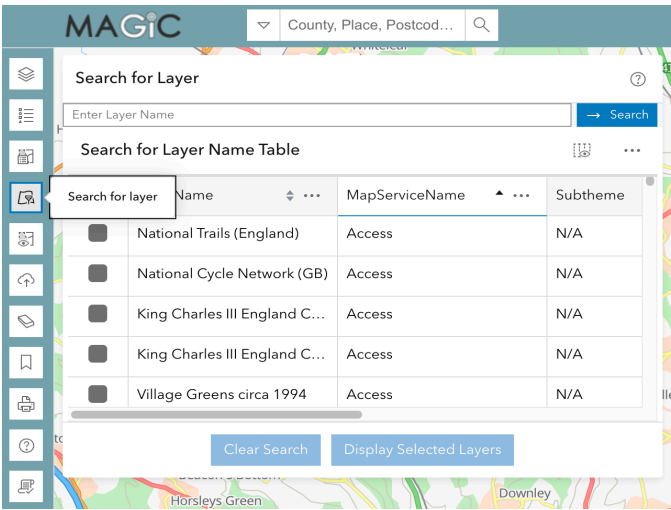 MAGiC
County, Place, Postcod...
Search for Layer
Enter Layer Name
→ Search
Search for Layer Name Table
Search for layer
Name
MapServiceName
Subtheme
National Trails (England)
Access
N/A
National Cycle Network (GB)
Access
N/A
King Charles III England C...
Access
N/A
King Charles III England C...
Access
N/A
Village Greens circa 1994
Access
N/A
Clear Search
Display Selected Layers
Horsleys Green
Downley